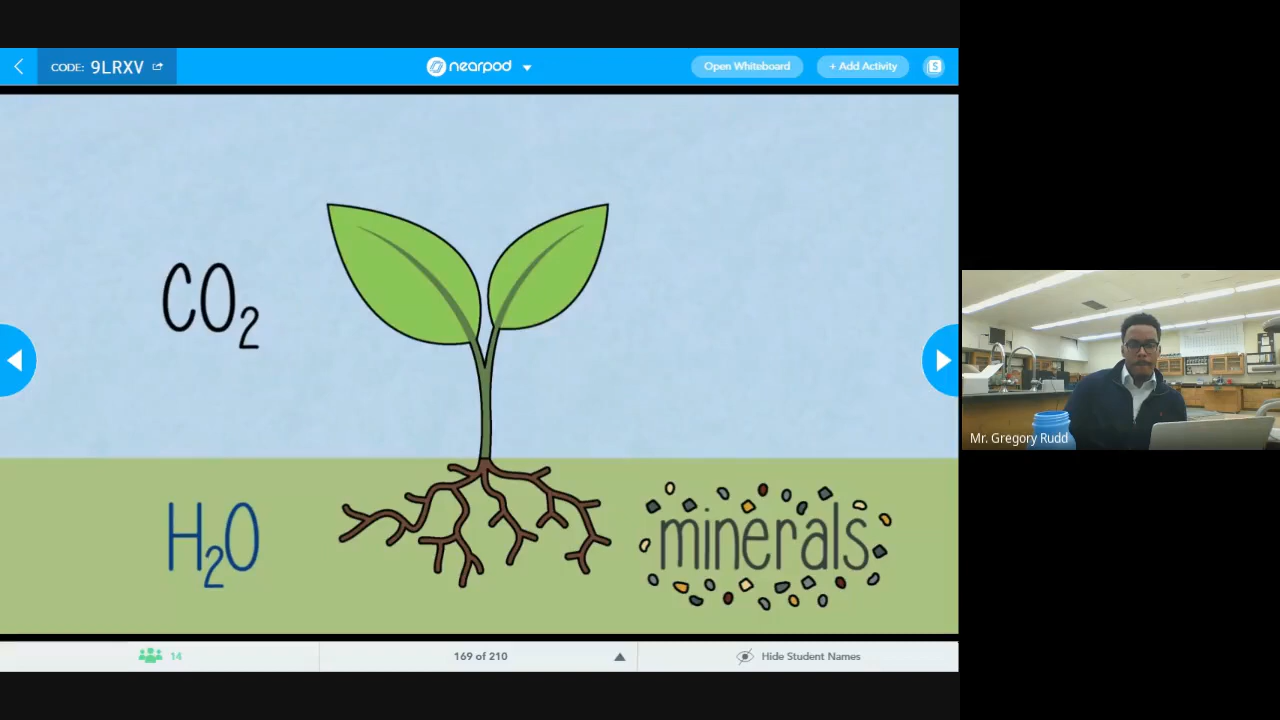 CODE: 9LRXV
nearpod
Open Whiteboard
+ Add Activity
S
CO₂
H₂O
minerals
Mr. Gregory Rudd
14
169 of 210
Hide Student Names